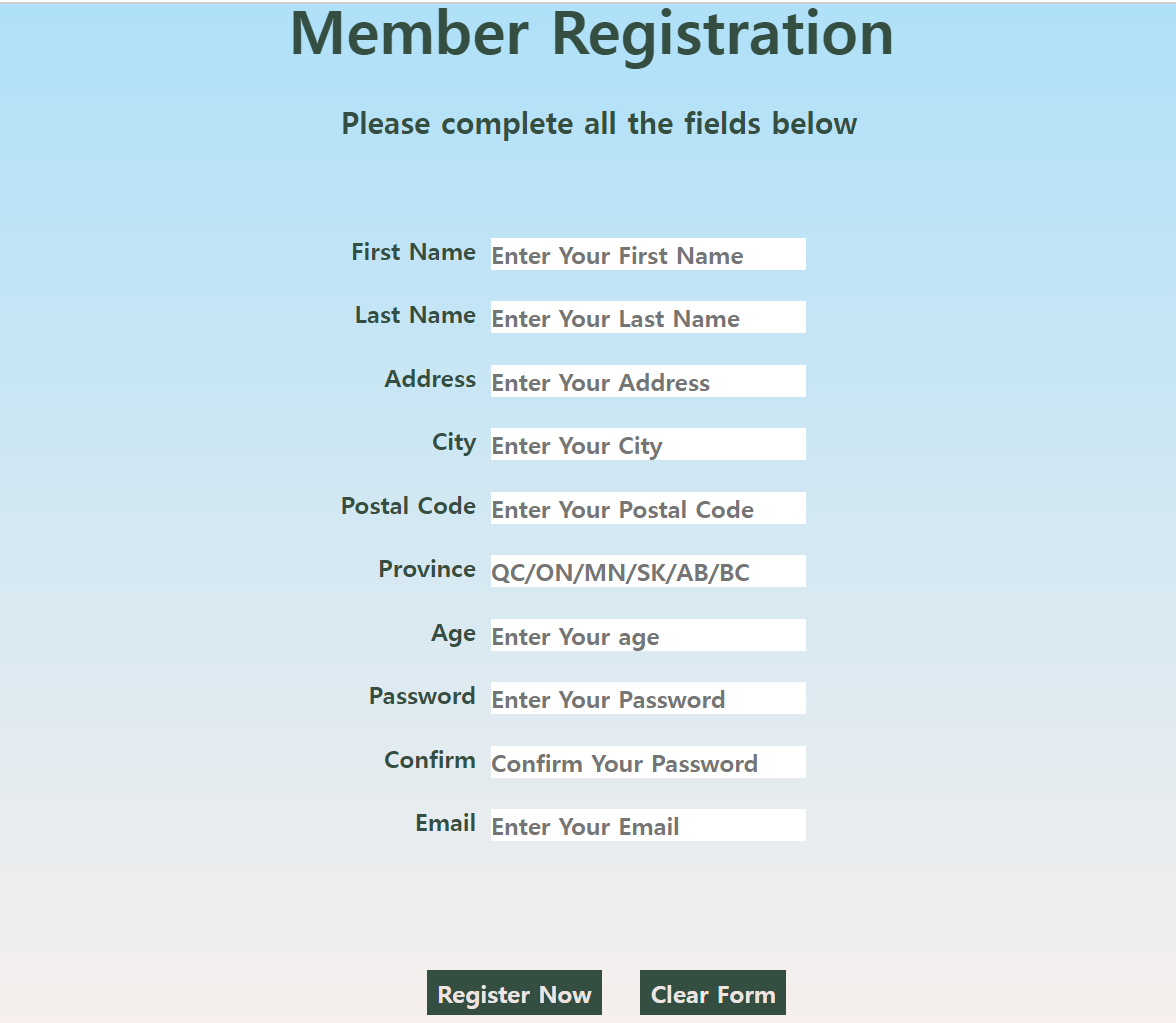 Member Registration
Please complete all the fields below
First Name Enter Your First Name
Last Name Enter Your Last Name
Address Enter Your Address
City Enter Your City
Postal Code Enter Your Postal Code
Province QC/ON/MN/SK/AB/BC
Age Enter Your age
Password Enter Your Password
Confirm Confirm Your Password
Email Enter Your Email
Register Now Clear Form